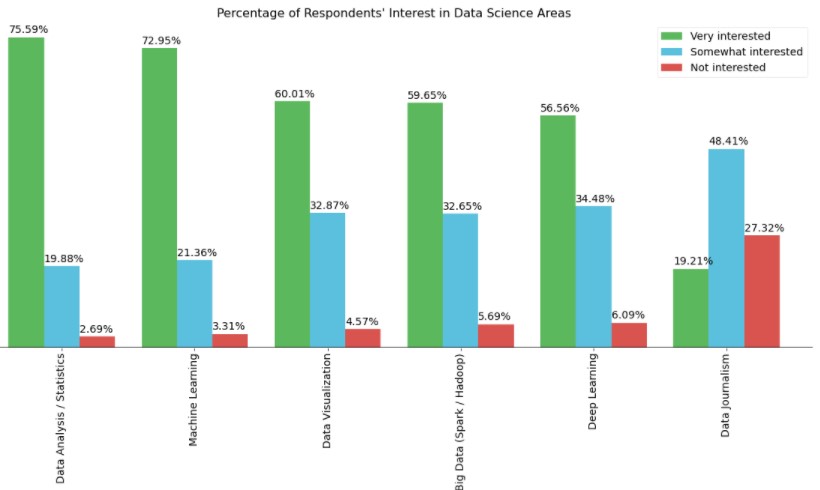 Percentage of Respondents' Interest in Data Science Areas
Very interested
Somewhat interested
Not interested
75.59%
19.88%
2.69%
72.95%
21.36%
3.31%
60.01%
32.87%
4.57%
59.65%
32.65%
5.69%
56.56%
34.48%
6.09%
19.21%
48.41%
27.32%
Data Analysis / Statistics
Machine Learning
Data Visualization
Big Data (Spark / Hadoop)
Deep Learning
Data Journalism